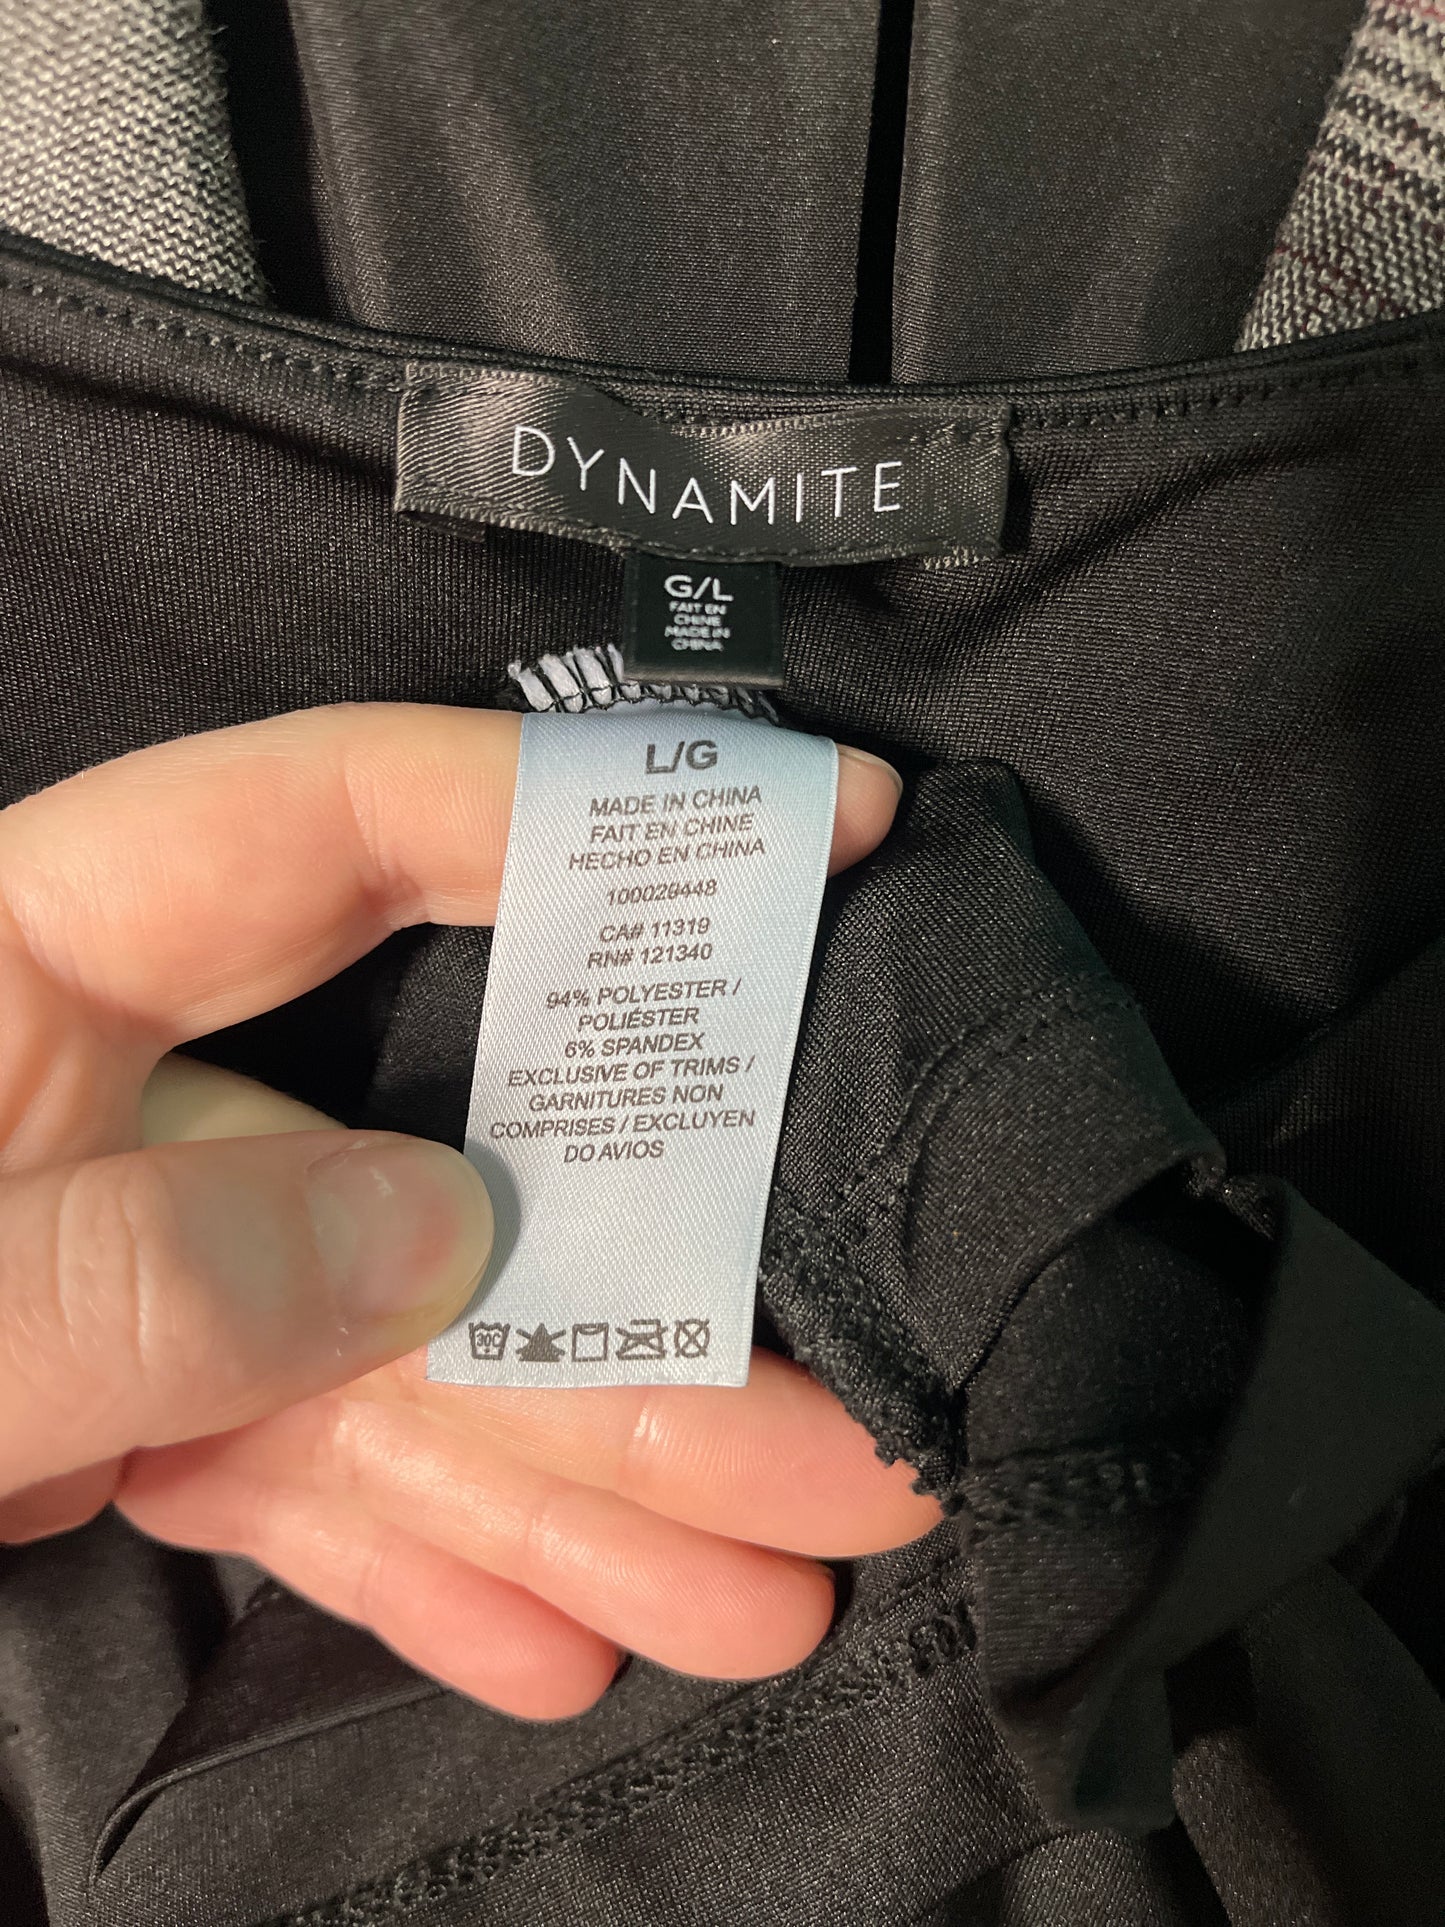 DYNAMITE
G/L
FAIT EN
CHINE
MADE IN
CHINA
L/G
MADE IN CHINA
FAIT EN CHINE
HECHO EN CHINA
100029448
CA# 11319
RN# 121340
94% POLYESTER /
POLIÉSTER
6% SPANDEX
EXCLUSIVE OF TRIMS /
GARNITURES NON
COMPRISES / EXCLUYEN
DO AVIOS
30C